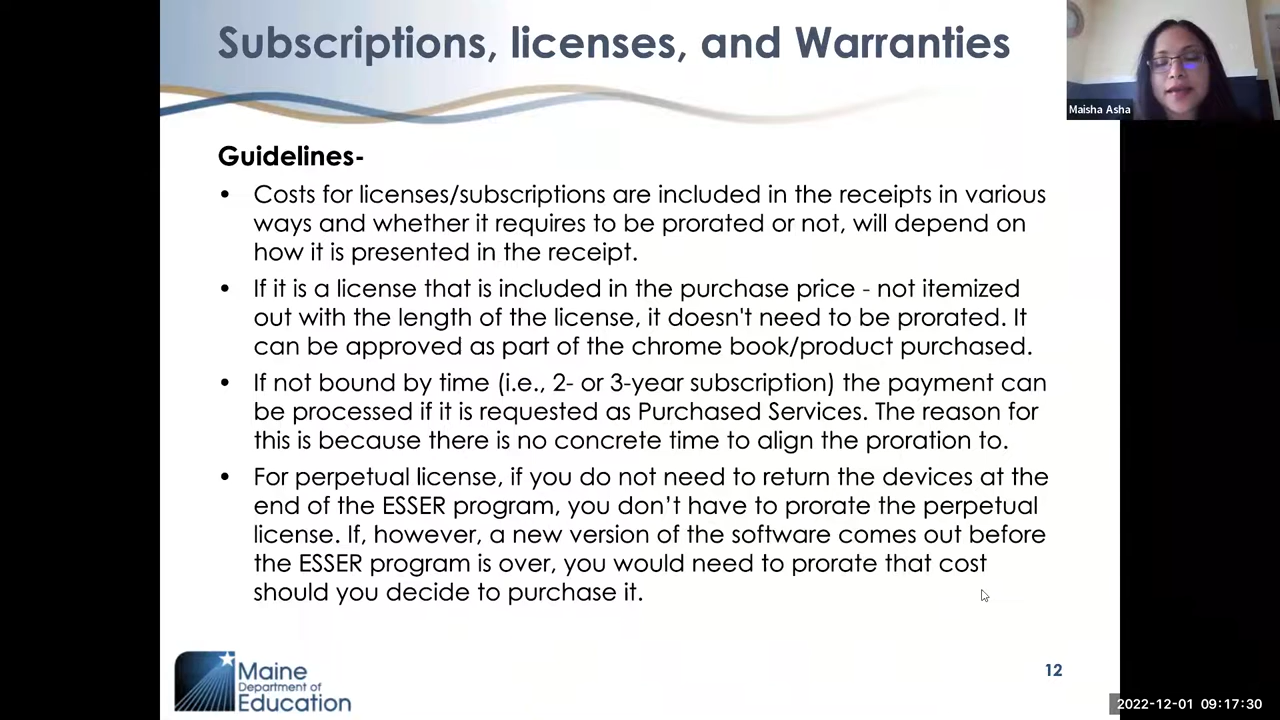 Subscriptions, licenses, and Warranties
Maisha Asha
Guidelines-
• Costs for licenses/subscriptions are included in the receipts in various
ways and whether it requires to be prorated or not, will depend on
how it is presented in the receipt.
• If it is a license that is included in the purchase price - not itemized
out with the length of the license, it doesn't need to be prorated. It
can be approved as part of the chrome book/product purchased.
• If not bound by time (i.e., 2- or 3-year subscription) the payment can
be processed if it is requested as Purchased Services. The reason for
this is because there is no concrete time to align the proration to.
• For perpetual license, if you do not need to return the devices at the
end of the ESSER program, you don’t have to prorate the perpetual
license. If, however, a new version of the software comes out before
the ESSER program is over, you would need to prorate that cost
should you decide to purchase it.
Maine
Department of
Education
12
2022-12-01 09:17:30